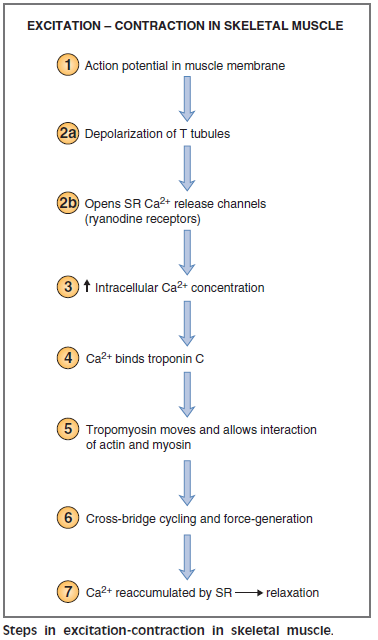 EXCITATION – CONTRACTION IN SKELETAL MUSCLE
1 Action potential in muscle membrane
2a Depolarization of T tubules
2b Opens SR Ca²⁺ release channels
(ryanodine receptors)
3 ↑ Intracellular Ca²⁺ concentration
4 Ca²⁺ binds troponin C
5 Tropomyosin moves and allows interaction
of actin and myosin
6 Cross-bridge cycling and force-generation
7 Ca²⁺ reaccumulated by SR → relaxation
Steps in excitation-contraction in skeletal muscle.